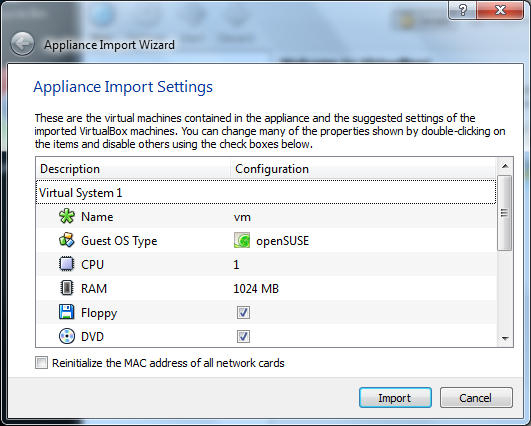 Appliance Import Wizard
Appliance Import Settings
These are the virtual machines contained in the appliance and the suggested settings of the
imported VirtualBox machines. You can change many of the properties shown by double-clicking on
the items and disable others using the check boxes below.
Description Configuration
Virtual System 1
Name vm
Guest OS Type openSUSE
CPU 1
RAM 1024 MB
Floppy
DVD
Reinitialize the MAC address of all network cards
Import Cancel